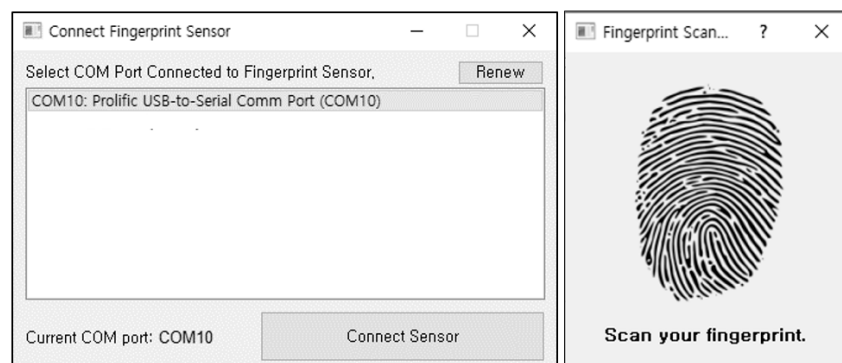 Connect Fingerprint Sensor
Select COM Port Connected to Fingerprint Sensor,
Renew
COM10: Prolific USB-to-Serial Comm Port (COM10)
Current COM port: COM10
Connect Sensor
Fingerprint Scan... ?
Scan your fingerprint.